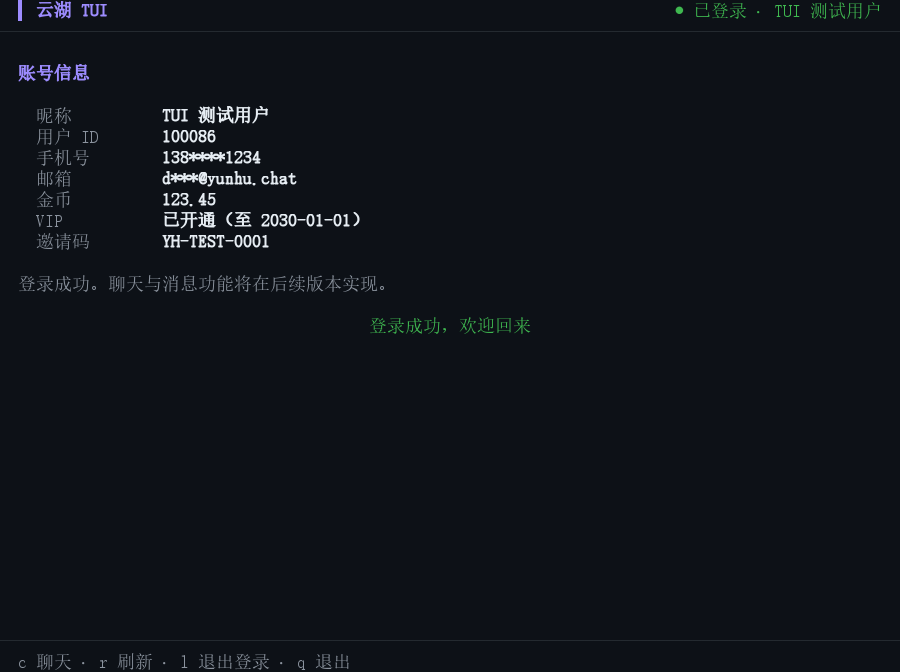 云湖 TUI
● 已登录 · TUI 测试用户
账号信息
昵称 TUI 测试用户
用户 ID 100086
手机号 138****1234
邮箱 d***@yunhu.chat
金币 123.45
VIP 已开通（至 2030-01-01）
邀请码 YH-TEST-0001
登录成功。聊天与消息功能将在后续版本实现。
登录成功，欢迎回来
c 聊天 · r 刷新 · l 退出登录 · q 退出